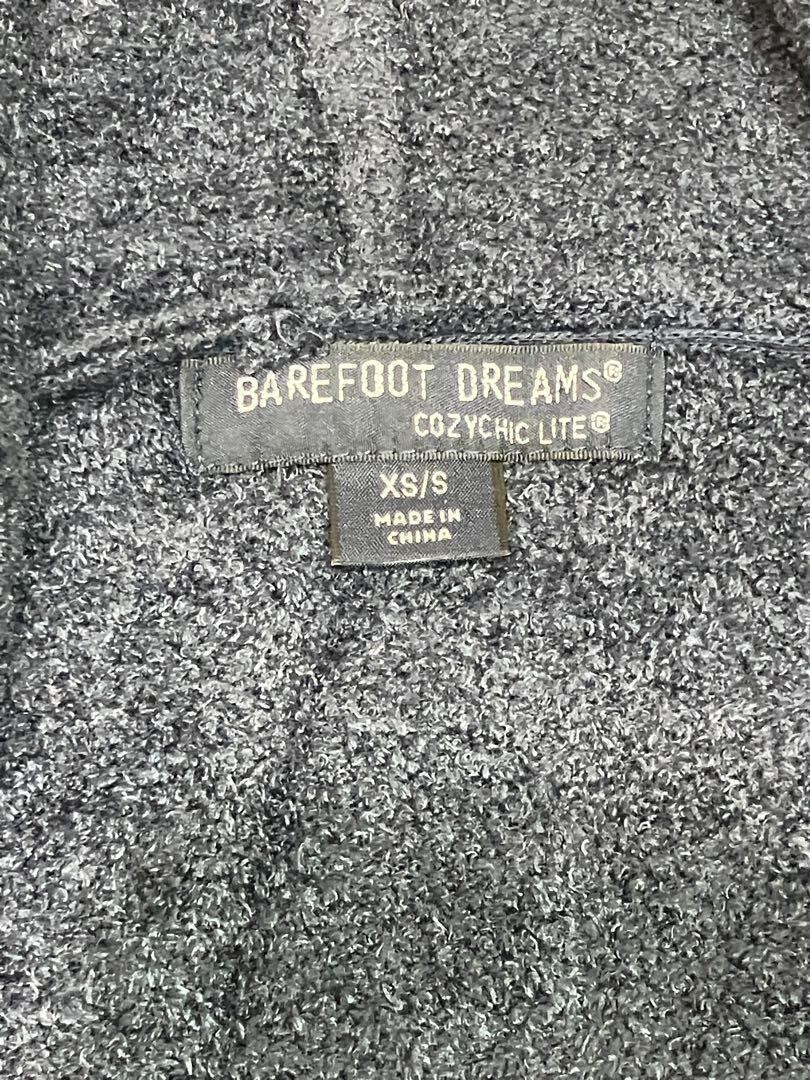 BAREFOOT DREAMS®
COZYCHIC LITE®
XS/S
MADE IN
CHINA